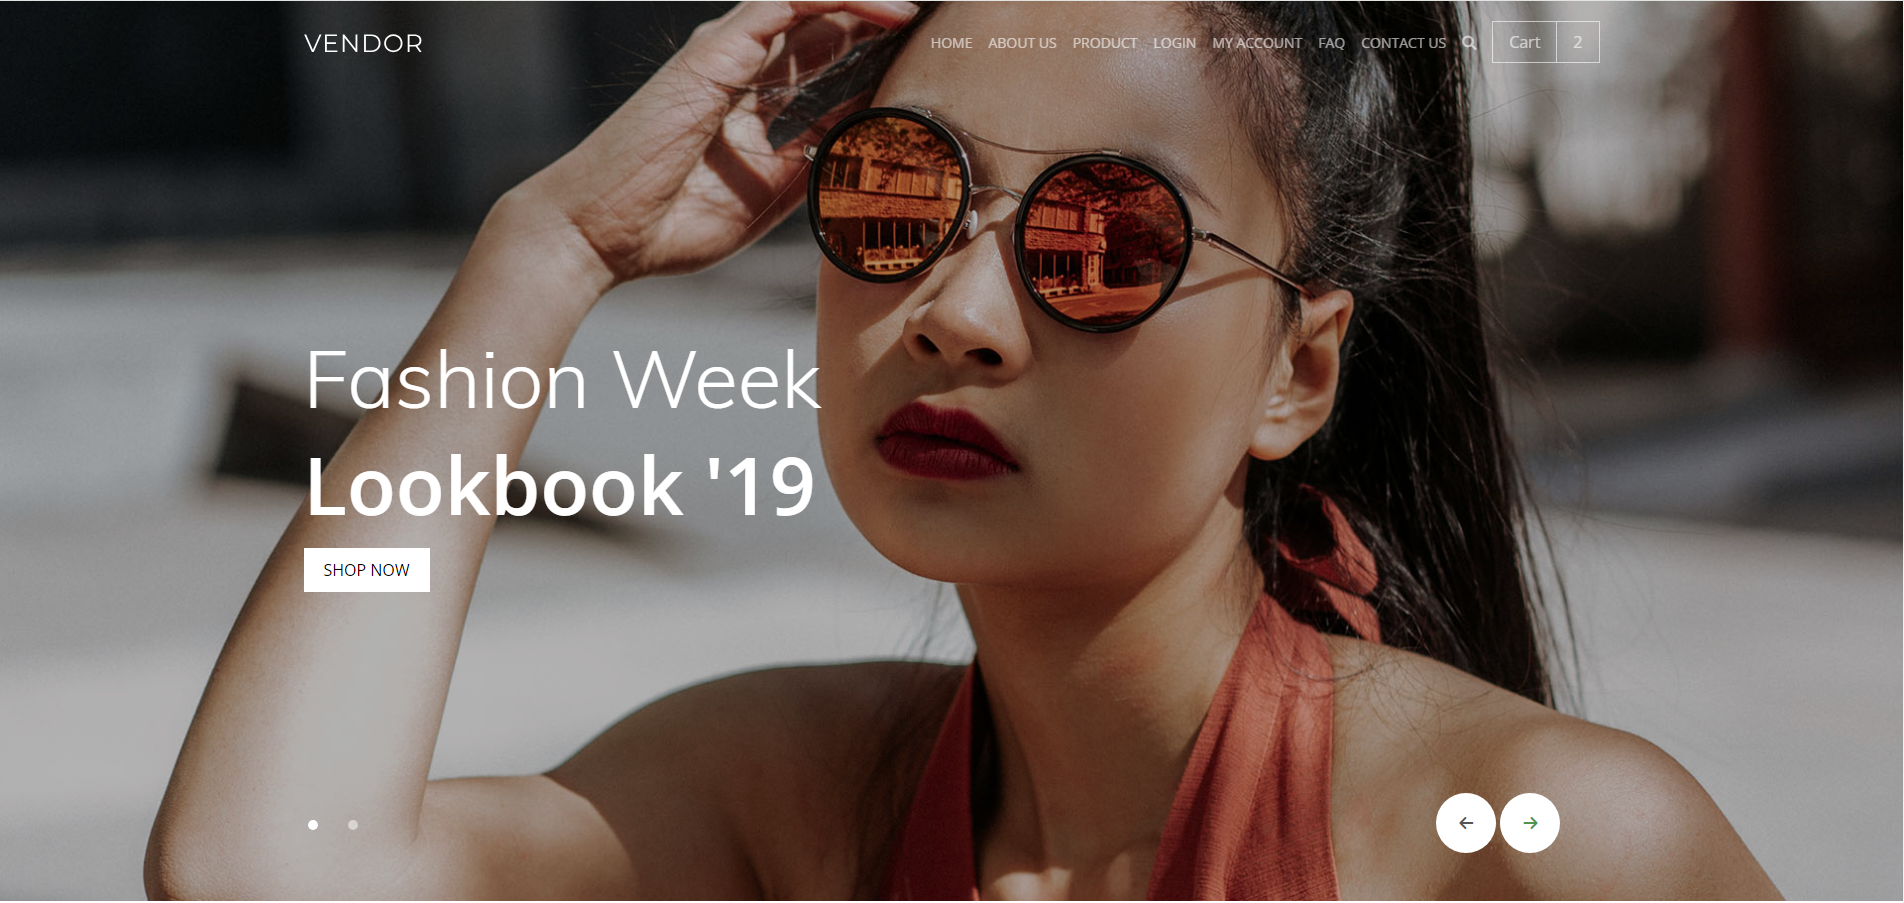 VENDOR
HOME ABOUT US PRODUCT LOGIN MY ACCOUNT FAQ CONTACT US Cart 2
Fashion Week
Lookbook '19
SHOP NOW